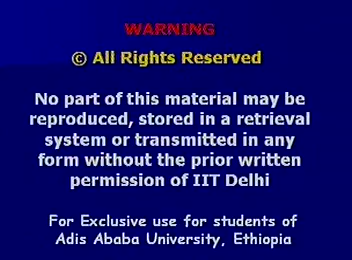 WARNING
© All Rights Reserved
No part of this material may be
reproduced, stored in a retrieval
system or transmitted in any
form without the prior written
permission of IIT Delhi
For Exclusive use for students of
Adis Ababa University, Ethiopia